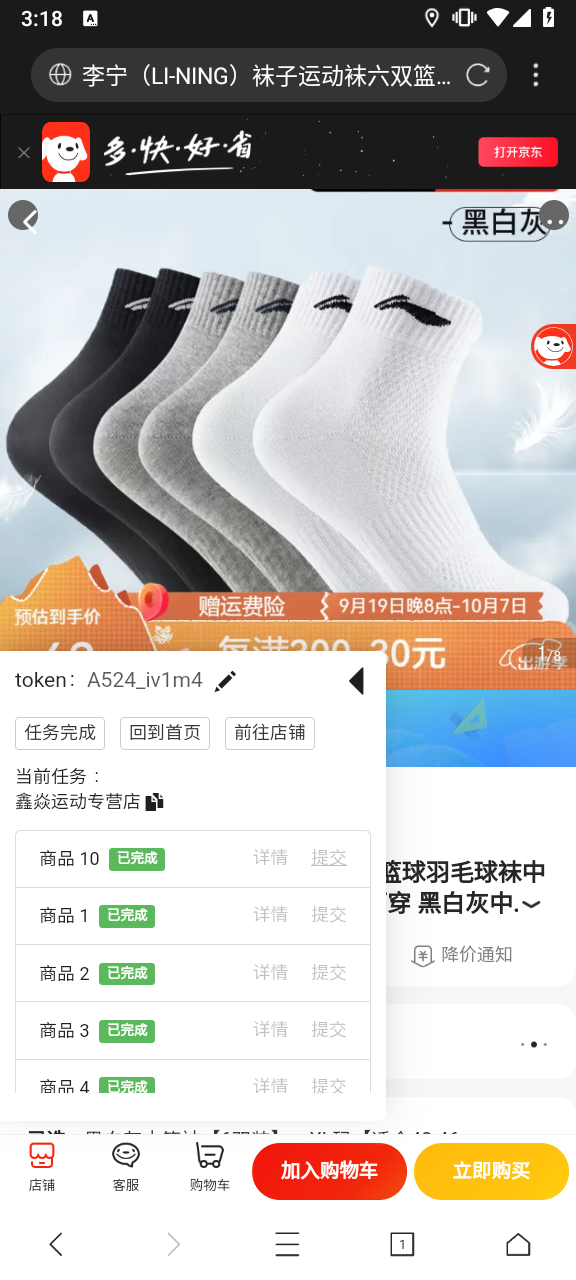 3:18
A
李宁（LI-NING）袜子运动袜六双篮...
多·快·好·省
打开京东
- 黑白灰
预估到手价
赠运费险
9月19日晚8点-10月7日
每满300-30元
出游季
1/8
token： A524_iv1m4
任务完成
回到首页
前往店铺
当前任务：
鑫焱运动专营店
商品 10 已完成 详情 提交
商品 1 已完成 详情 提交
商品 2 已完成 详情 提交
商品 3 已完成 详情 提交
商品 4 已完成 详情 提交
篮球羽毛球袜中
穿 黑白灰中.
降价通知
店铺
客服
购物车
加入购物车
立即购买
1